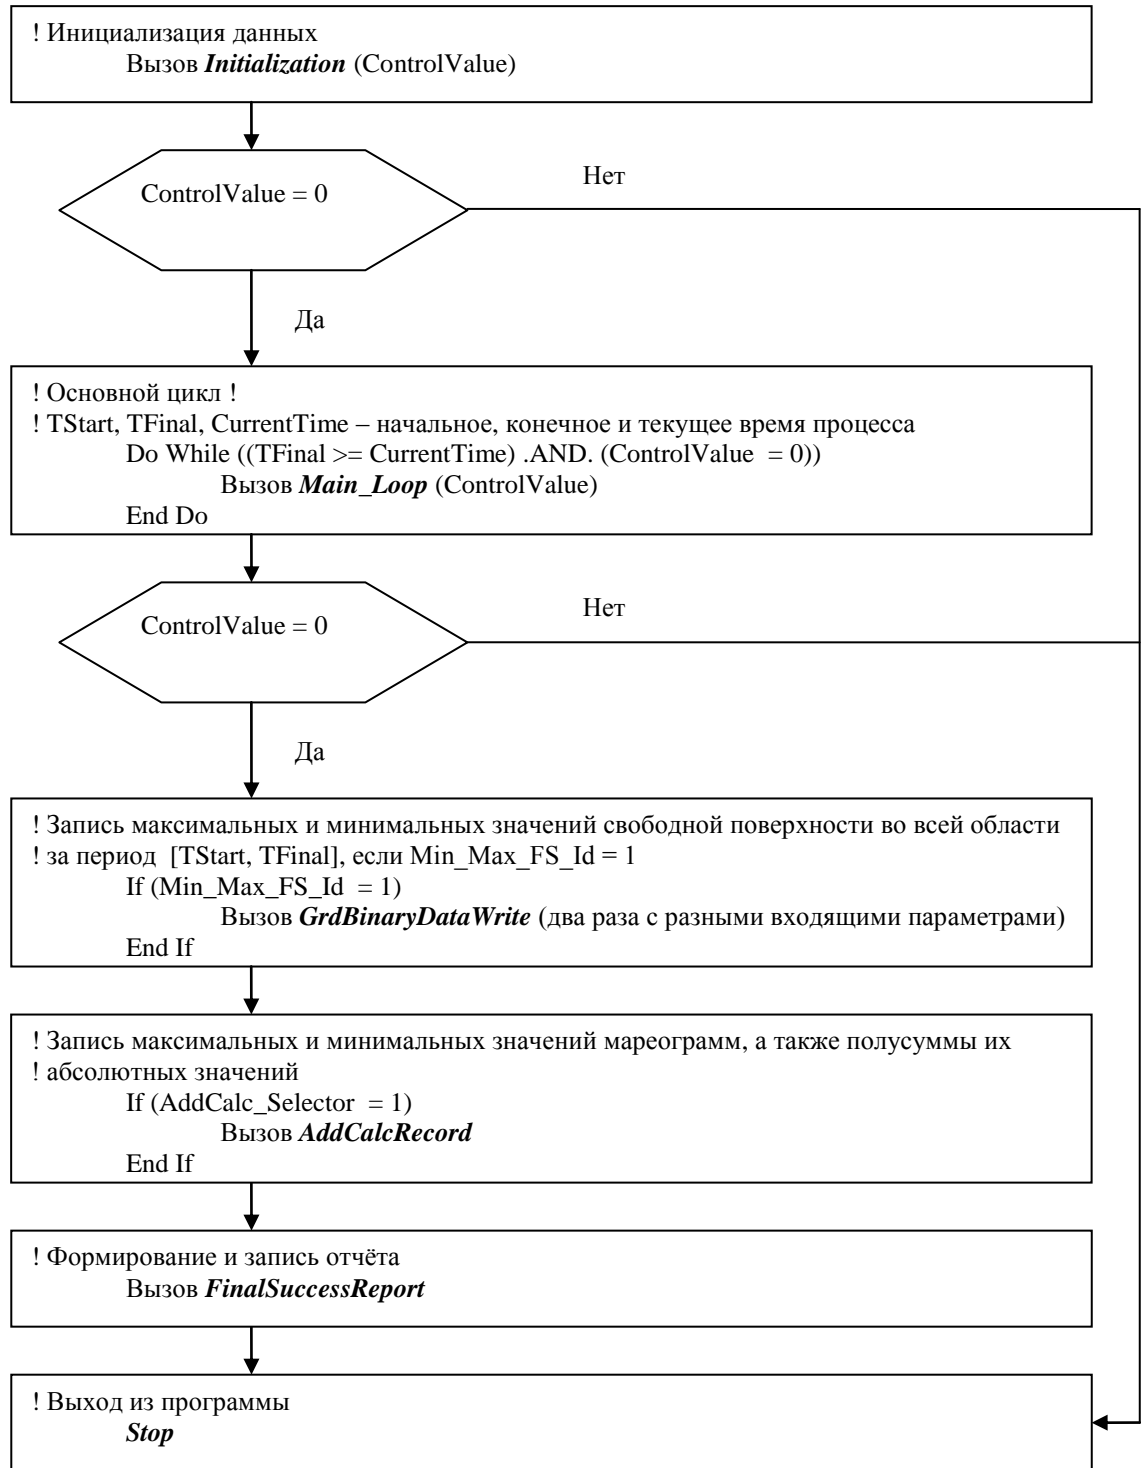 ! Инициализация данных
Вызов Initialization (ControlValue)
ControlValue = 0
Нет
Да
! Основной цикл !
! TStart, TFinal, CurrentTime – начальное, конечное и текущее время процесса
Do While ((TFinal >= CurrentTime) .AND. (ControlValue = 0))
Вызов Main_Loop (ControlValue)
End Do
ControlValue = 0
Нет
Да
! Запись максимальных и минимальных значений свободной поверхности во всей области
! за период [TStart, TFinal], если Min_Max_FS_Id = 1
If (Min_Max_FS_Id = 1)
Вызов GrdBinaryDataWrite (два раза с разными входящими параметрами)
End If
! Запись максимальных и минимальных значений мареограмм, а также полусуммы их
! абсолютных значений
If (AddCalc_Selector = 1)
Вызов AddCalcRecord
End If
! Формирование и запись отчёта
Вызов FinalSuccessReport
! Выход из программы
Stop